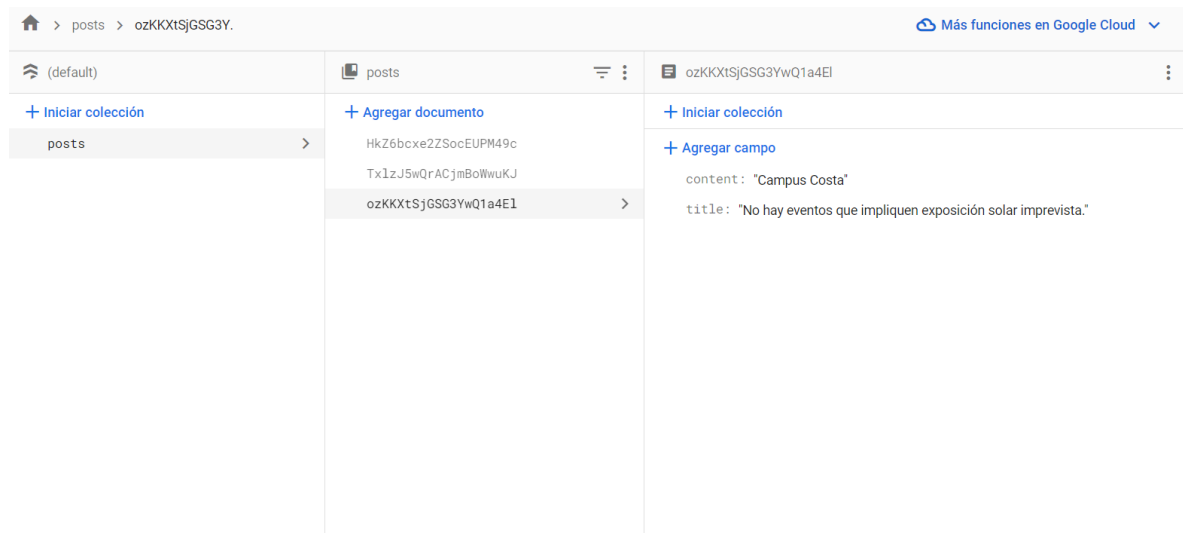 posts > ozKKXtSjGSG3Y.
Más funciones en Google Cloud
(default)
posts
ozKKXtSjGSG3YwQ1a4El
+ Iniciar colección
+ Agregar documento
+ Iniciar colección
posts
HkZ6bcxe2ZSocEUPM49c
TxlzJ5wQrACjmBoWwuKJ
ozKKXtSjGSG3YwQ1a4El
+ Agregar campo
content: "Campus Costa"
title: "No hay eventos que impliquen exposición solar imprevista."